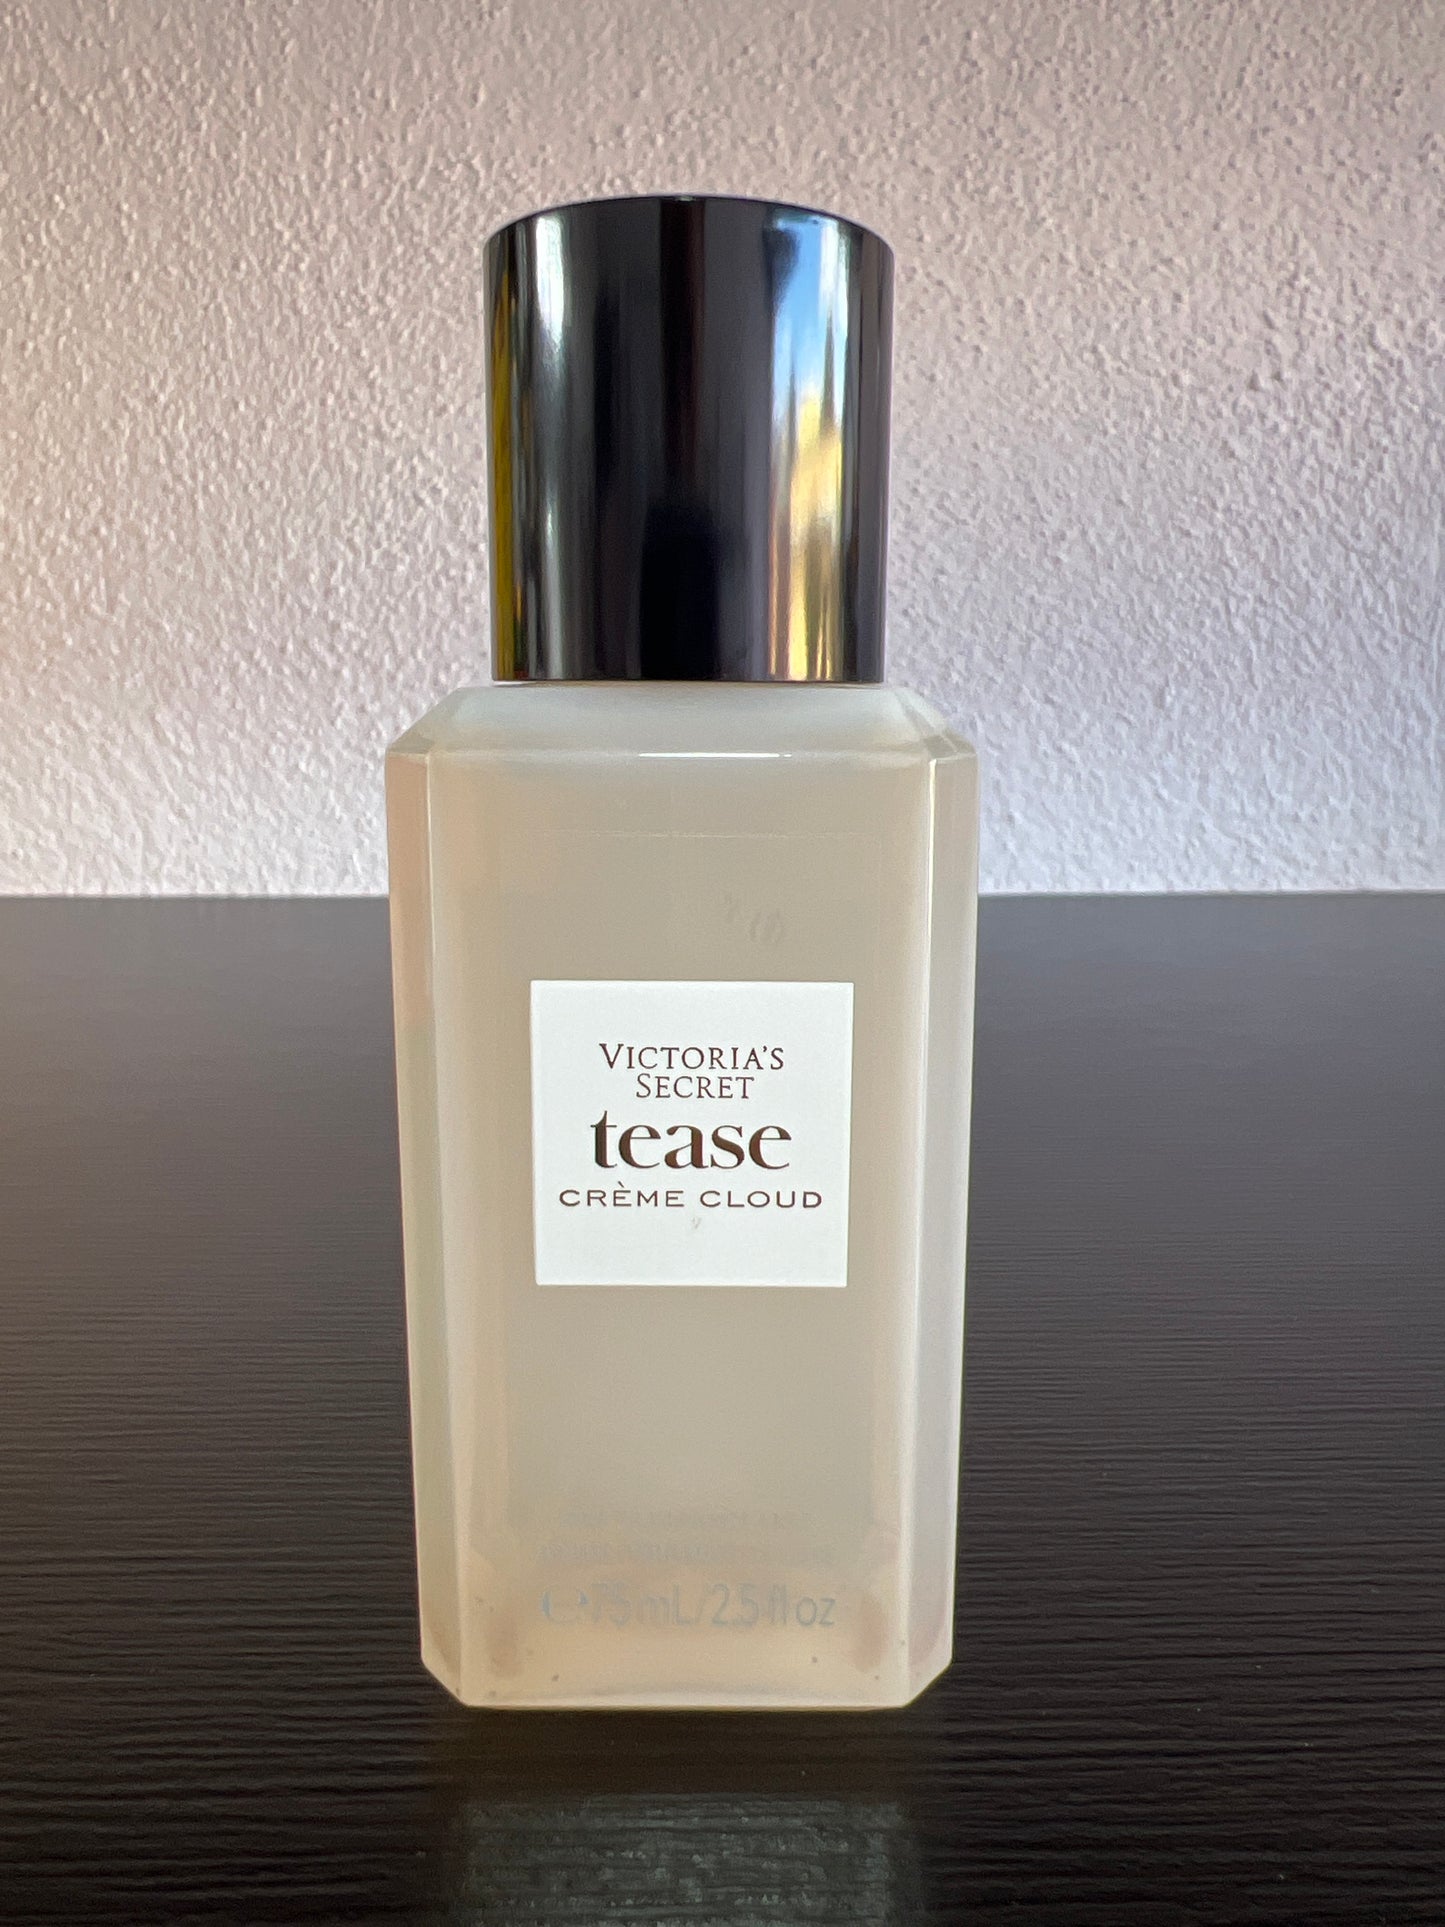 VICTORIA'S
SECRET
tease
CRÈME CLOUD
℮ 75 mL/2.5 fl oz